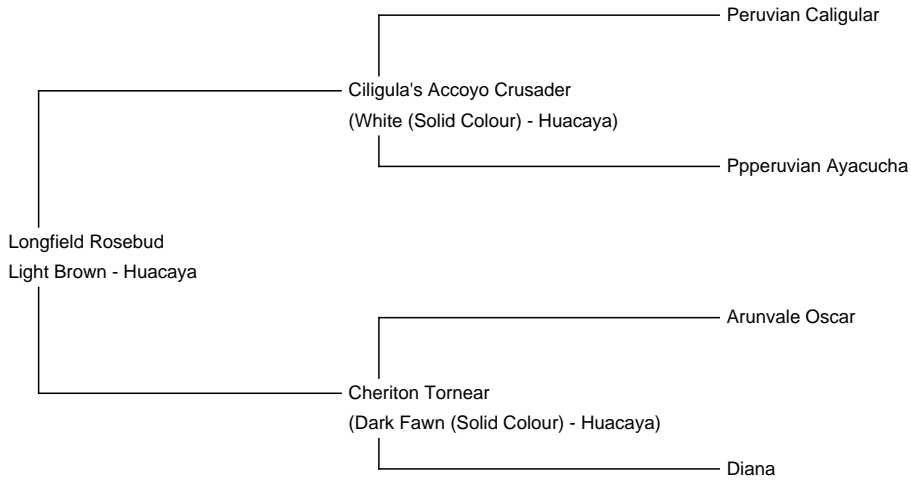 Peruvian Caligular
Ciligula's Accoyo Crusader
(White (Solid Colour) - Huacaya)
Ppperuvian Ayacucha
Longfield Rosebud
Light Brown - Huacaya
Arunvale Oscar
Cheriton Tornear
(Dark Fawn (Solid Colour) - Huacaya)
Diana